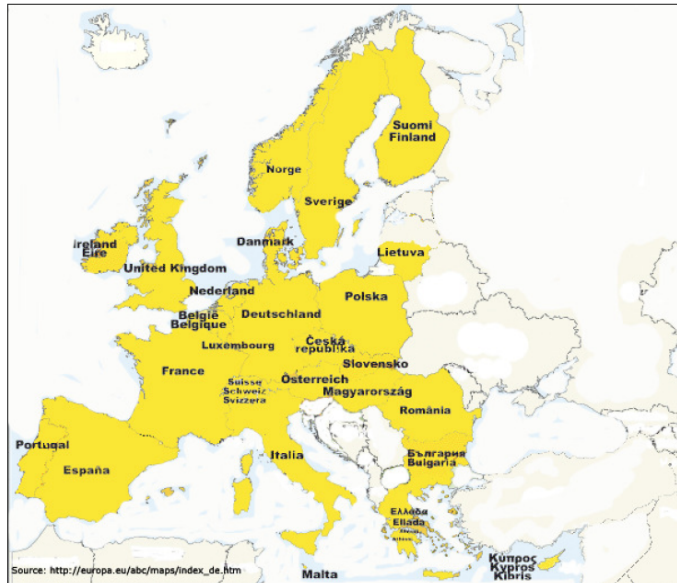 Suomi
Finland
Norge
Sverige
Ireland
Eire
Danmark
Lietuva
United Kingdom
Nederland
Polska
België
Belgique
Deutschland
Luxembourg
Česká
republika
Slovensko
France
Suisse
Schweiz
Svizzera
Österreich
Magyarország
România
Portugal
España
Italia
България
Bulgaria
Ελλάδα
Ellada
Κύπρος
Kypros
Kibris
Malta
Source: http://europa.eu/abc/maps/index_de.htm